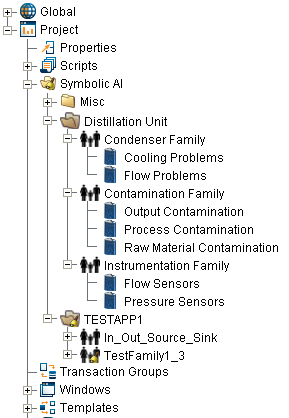 Global
Project
Properties
Scripts
Symbolic AI
Misc
Distillation Unit
Condenser Family
Cooling Problems
Flow Problems
Contamination Family
Output Contamination
Process Contamination
Raw Material Contamination
Instrumentation Family
Flow Sensors
Pressure Sensors
TESTAPP1
In_Out_Source_Sink
TestFamily1_3
Transaction Groups
Windows
Templates